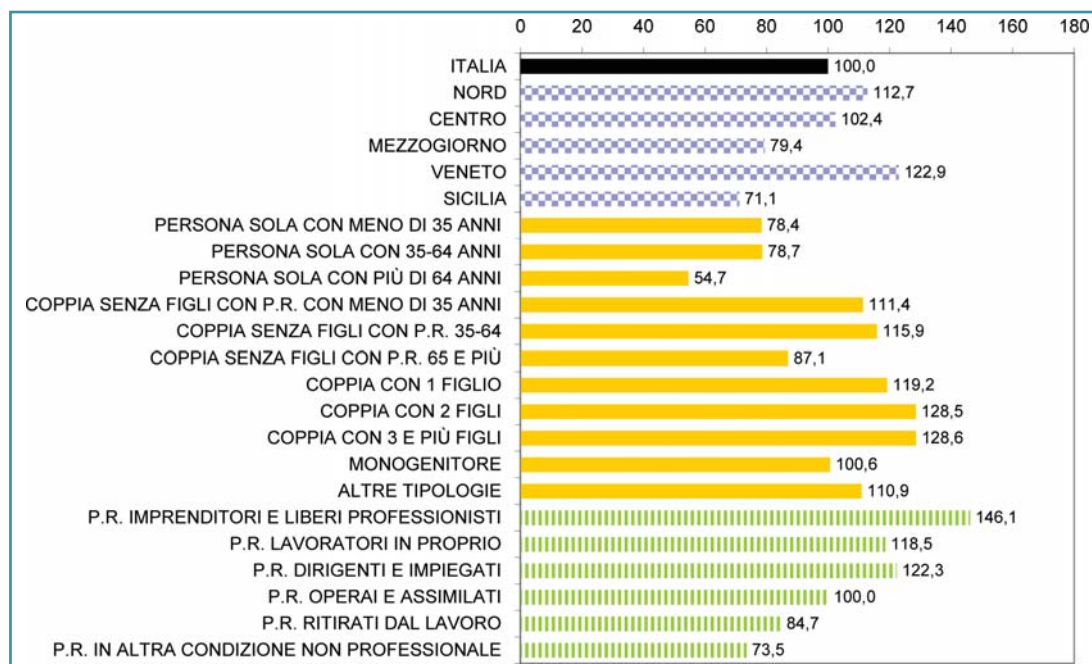 0 20 40 60 80 100 120 140 160 180
ITALIA 100,0
NORD 112,7
CENTRO 102,4
MEZZOGIORNO 79,4
VENETO 122,9
SICILIA 71,1
PERSONA SOLA CON MENO DI 35 ANNI 78,4
PERSONA SOLA CON 35-64 ANNI 78,7
PERSONA SOLA CON PIÙ DI 64 ANNI 54,7
COPPIA SENZA FIGLI CON P.R. CON MENO DI 35 ANNI 111,4
COPPIA SENZA FIGLI CON P.R. 35-64 115,9
COPPIA SENZA FIGLI CON P.R. 65 E PIÙ 87,1
COPPIA CON 1 FIGLIO 119,2
COPPIA CON 2 FIGLI 128,5
COPPIA CON 3 E PIÙ FIGLI 128,6
MONOGENITORE 100,6
ALTRE TIPOLOGIE 110,9
P.R. IMPRENDITORI E LIBERI PROFESSIONISTI 146,1
P.R. LAVORATORI IN PROPRIO 118,5
P.R. DIRIGENTI E IMPIEGATI 122,3
P.R. OPERAI E ASSIMILATI 100,0
P.R. RITIRATI DAL LAVORO 84,7
P.R. IN ALTRA CONDIZIONE NON PROFESSIONALE 73,5